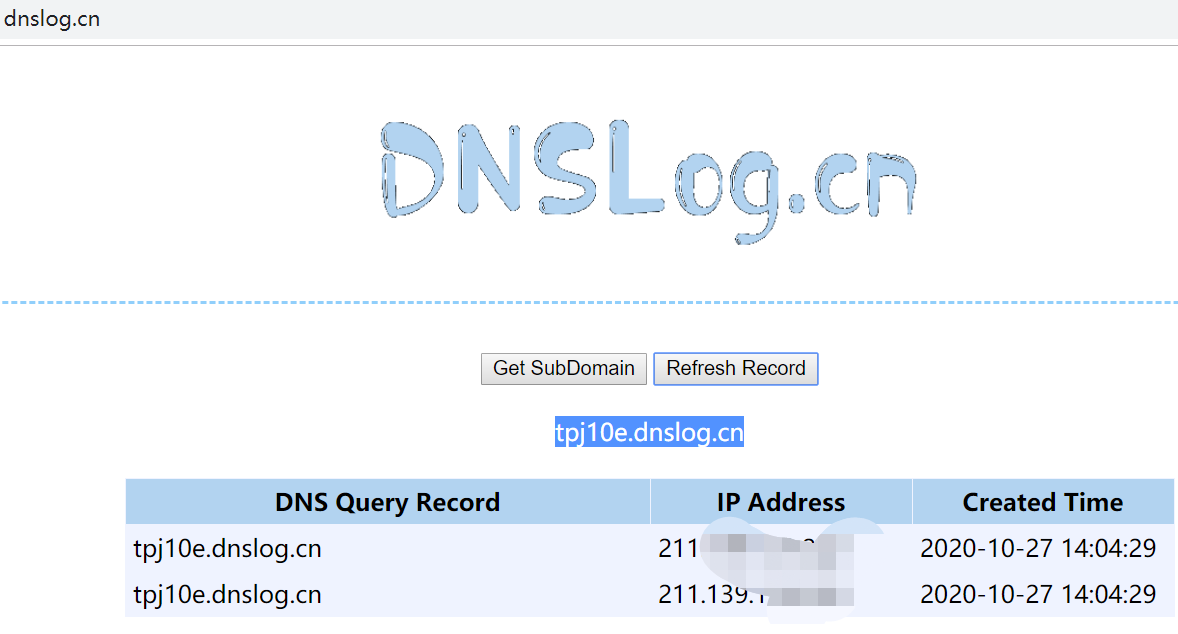 dnslog.cn
DNSLog.cn
Get SubDomain Refresh Record
tpj10e.dnslog.cn
DNS Query Record IP Address Created Time
tpj10e.dnslog.cn 211 2020-10-27 14:04:29
tpj10e.dnslog.cn 211.139.1 2020-10-27 14:04:29